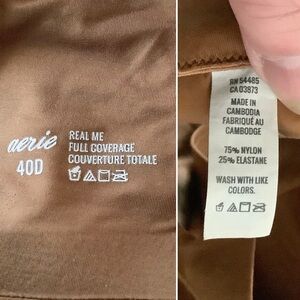 aerie
40D
REAL ME
FULL COVERAGE
COUVERTURE TOTALE
RN 54485
CA 03873
MADE IN
CAMBODIA
FABRIQUÉ AU
CAMBODGE
75% NYLON
25% ELASTANE
WASH WITH LIKE
COLORS.